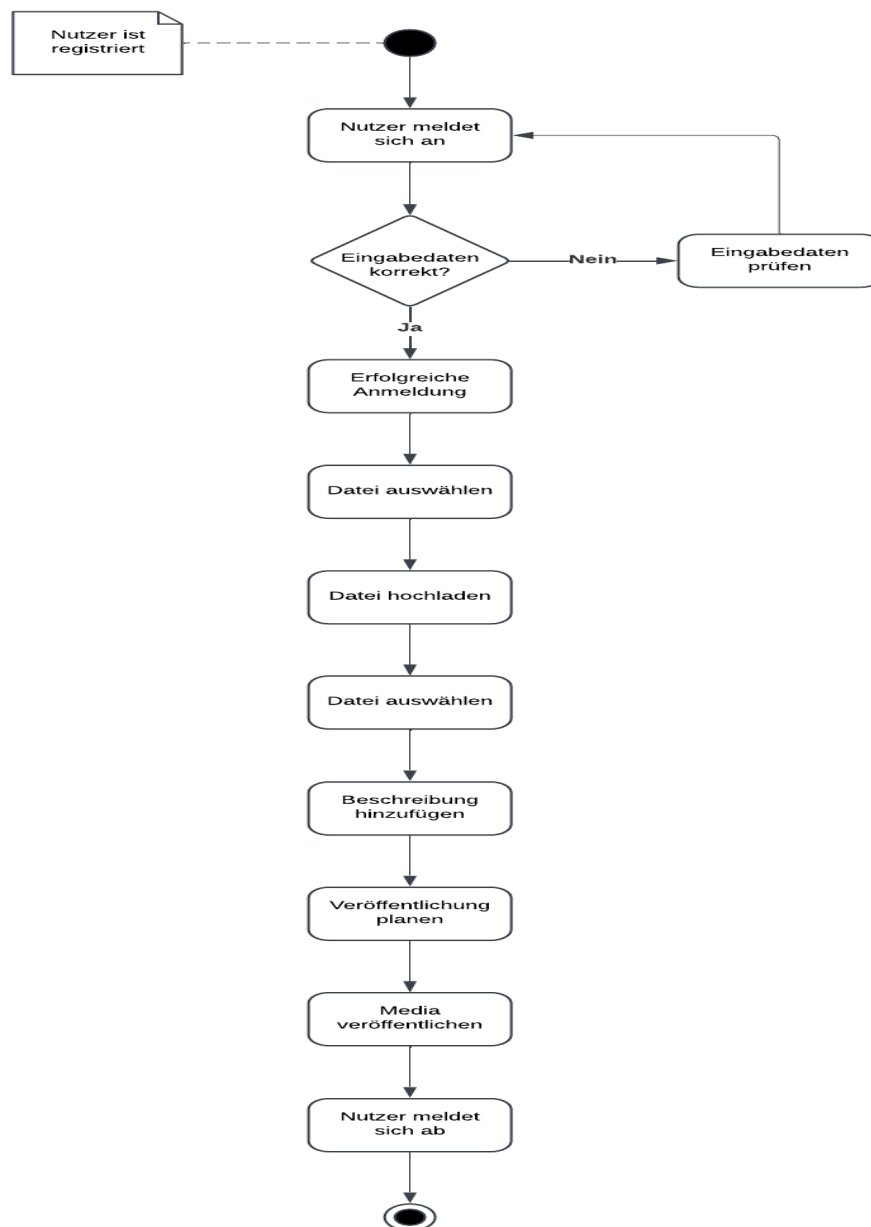 Nutzer ist
registriert
Nutzer meldet
sich an
Eingabedaten
korrekt?
Nein
Eingabedaten
prüfen
Ja
Erfolgreiche
Anmeldung
Datei auswählen
Datei hochladen
Datei auswählen
Beschreibung
hinzufügen
Veröffentlichung
planen
Media
veröffentlichen
Nutzer meldet
sich ab